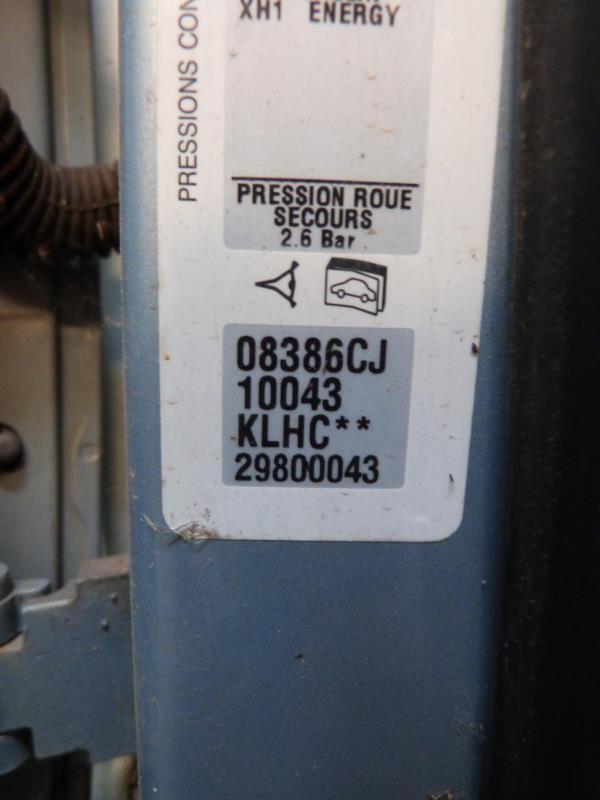 XH1 ENERGY
PRESSIONS CON
PRESSION ROUE
SECOURS
2.6 Bar
08386CJ
10043
KLHC**
29800043